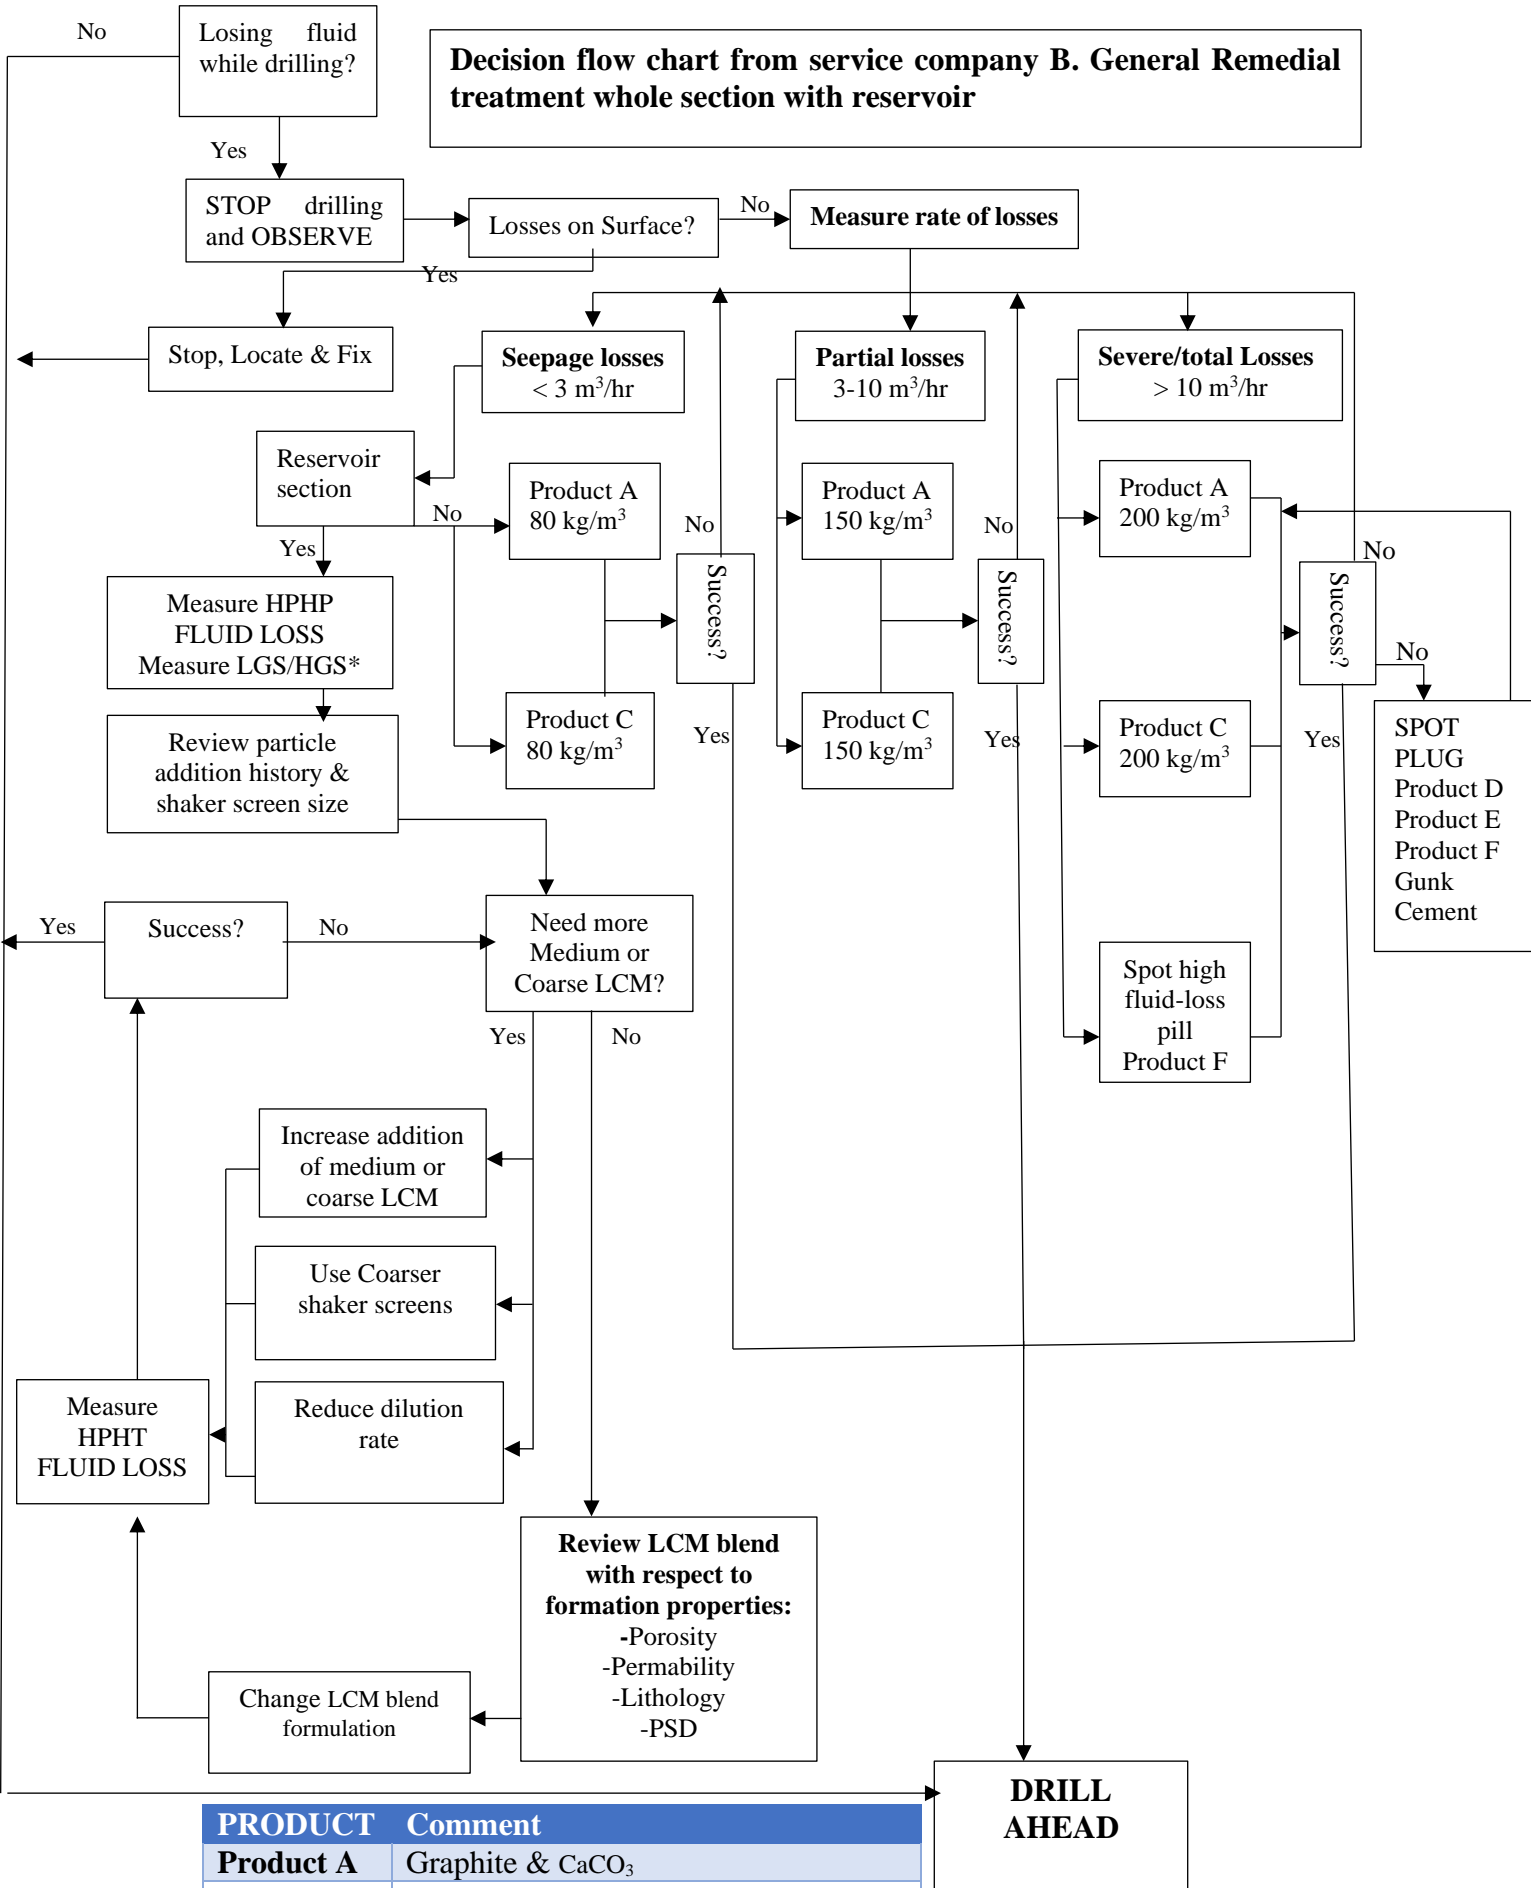 No
Losing fluid
while drilling?
Decision flow chart from service company B. General Remedial
treatment whole section with reservoir
Yes
STOP drilling
and OBSERVE
Losses on Surface?
No
Measure rate of losses
Yes
Stop, Locate & Fix
Seepage losses
< 3 m³/hr
Partial losses
3-10 m³/hr
Severe/total Losses
> 10 m³/hr
Reservoir
section
No
Yes
Product A
80 kg/m³
No
Success?
Product A
150 kg/m³
No
Success?
Product A
200 kg/m³
No
Success?
No
Measure HPHP
FLUID LOSS
Measure LGS/HGS*
Product C
80 kg/m³
Yes
Product C
150 kg/m³
Yes
Product C
200 kg/m³
Yes
SPOT
PLUG
Product D
Product E
Product F
Gunk
Cement
Review particle
addition history &
shaker screen size
Yes
Success?
No
Need more
Medium or
Coarse LCM?
Spot high
fluid-loss
pill
Product F
Yes
No
Increase addition
of medium or
coarse LCM
Use Coarser
shaker screens
Reduce dilution
rate
Measure
HPHT
FLUID LOSS
Review LCM blend
with respect to
formation properties:
-Porosity
-Permability
-Lithology
-PSD
Change LCM blend
formulation
DRILL
AHEAD
PRODUCT Comment
Product A Graphite & CaCO₃